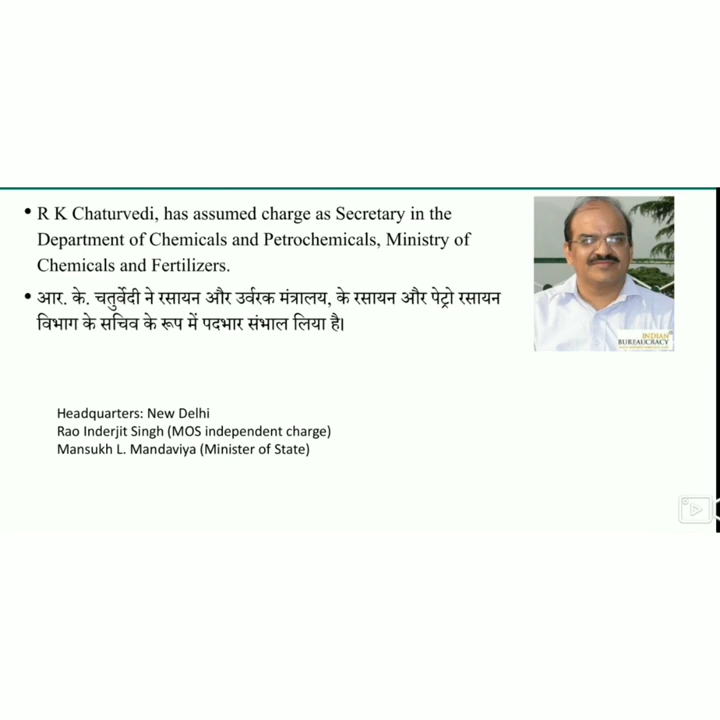 • R K Chaturvedi, has assumed charge as Secretary in the
Department of Chemicals and Petrochemicals, Ministry of
Chemicals and Fertilizers.
• आर. के. चतुर्वेदी ने रसायन और उर्वरक मंत्रालय, के रसायन और पेट्रो रसायन
विभाग के सचिव के रूप में पदभार संभाल लिया है।
INDIAN
BUREAUCRACY
Headquarters: New Delhi
Rao Inderjit Singh (MOS independent charge)
Mansukh L. Mandaviya (Minister of State)